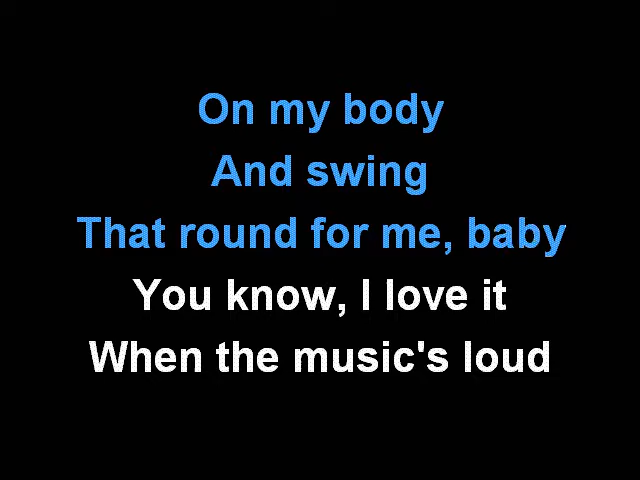 On my body
And swing
That round for me, baby
You know, I love it
When the music's loud